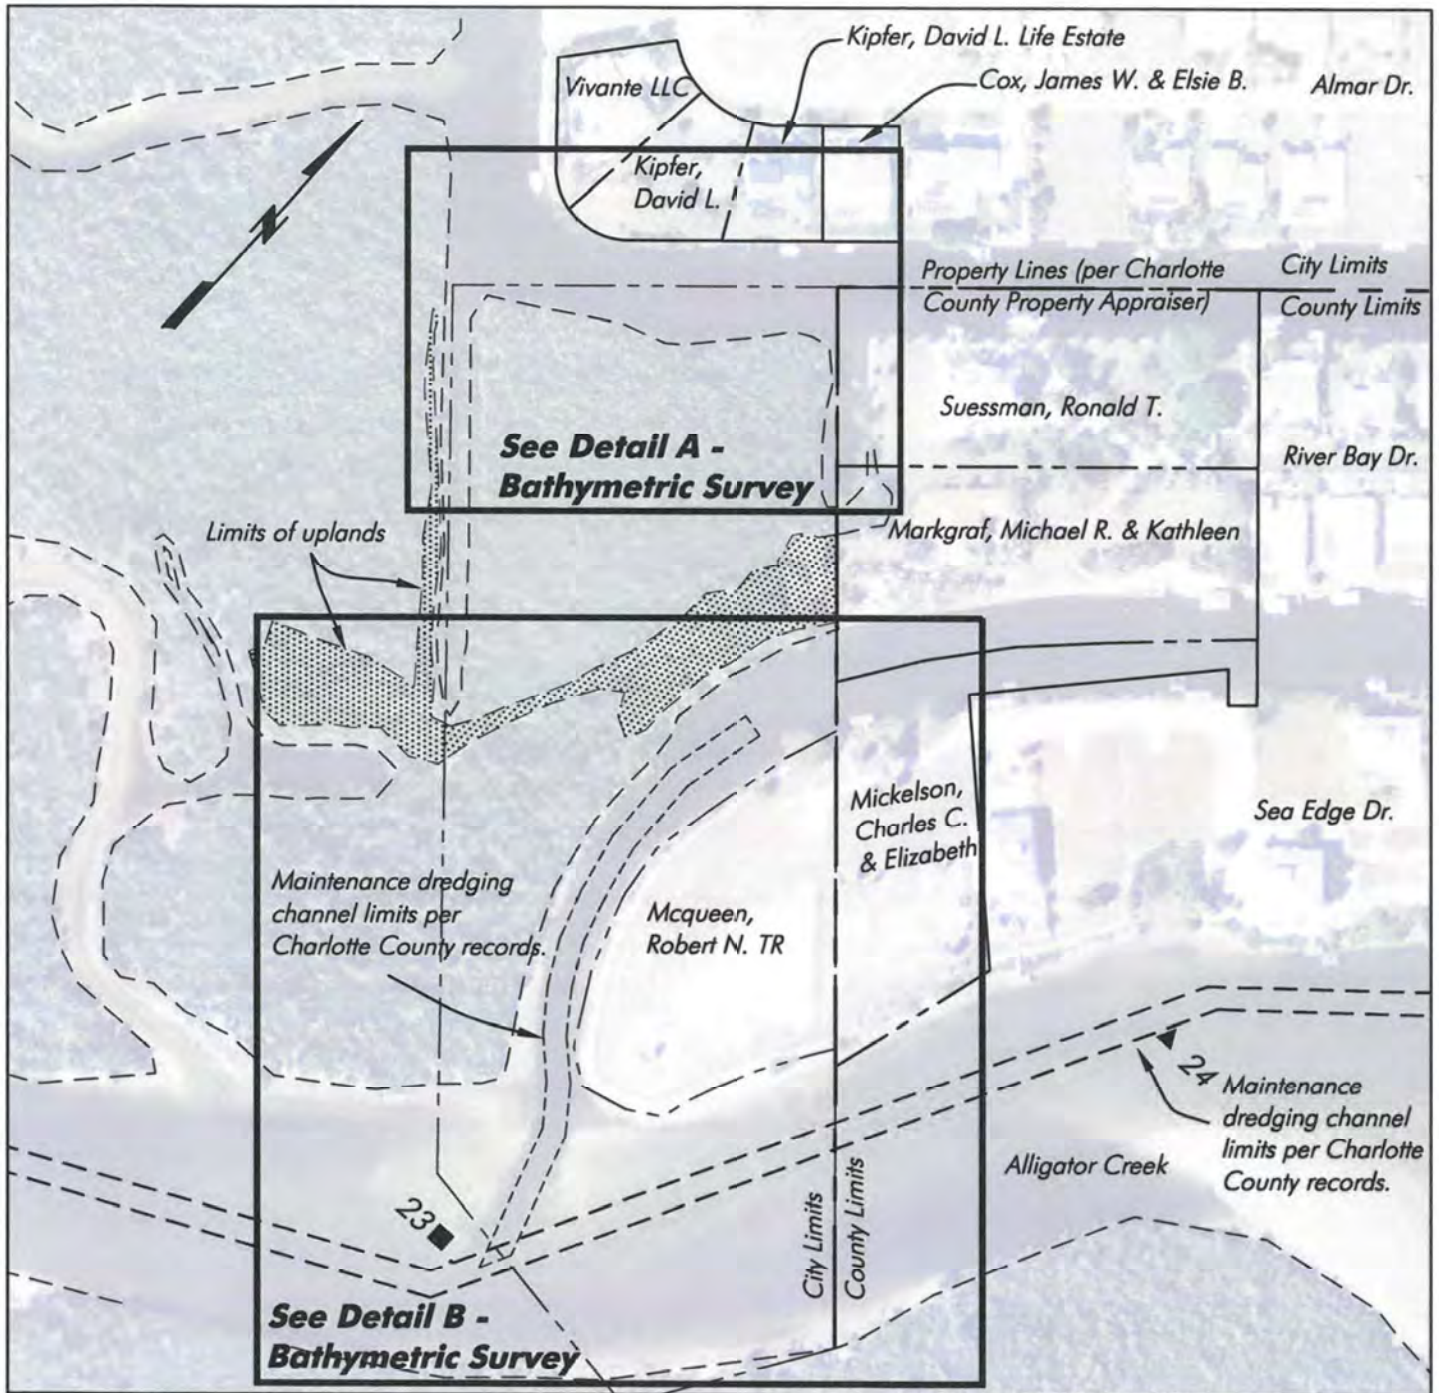 Kipfer, David L. Life Estate
Vivante LLC
Cox, James W. & Elsie B.
Almar Dr.
Kipfer,
David L.
Property Lines (per Charlotte
County Property Appraiser)
City Limits
County Limits
Suessman, Ronald T.
See Detail A -
Bathymetric Survey
River Bay Dr.
Limits of uplands
Markgraf, Michael R. & Kathleen
Mickelson,
Charles C.
& Elizabeth
Sea Edge Dr.
Maintenance dredging
channel limits per
Charlotte County records.
Mcqueen,
Robert N. TR
24
Maintenance
dredging channel
limits per Charlotte
County records.
Alligator Creek
23
City Limits
County Limits
See Detail B -
Bathymetric Survey